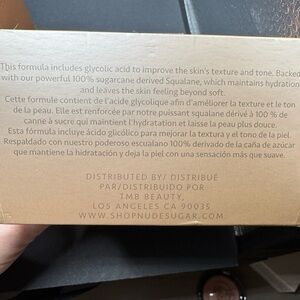 This formula includes glycolic acid to improve the skin's texture and tone. Backed
with our powerful 100% sugarcane derived Squalane, which maintains hydration
and leaves the skin feeling beyond soft.
Cette formule contient de l'acide glycolique afin d'améliorer la texture et le ton
de la peau. Elle est renforcée par notre puissant squalane dérivé à 100 % de
canne à sucre qui maintient l'hydratation et laisse la peau plus douce.
Esta fórmula incluye ácido glicólico para mejorar la textura y el tono de la piel.
Respaldado con nuestro poderoso escualano 100% derivado de la caña de azúcar
que mantiene la hidratación y deja la piel con una sensación más que suave.
DISTRIBUTED BY/ DISTRIBUÉ
PAR/DISTRIBUIDO POR
TMB BEAUTY,
LOS ANGELES CA 90035
WWW.SHOPNUDESUGAR.COM